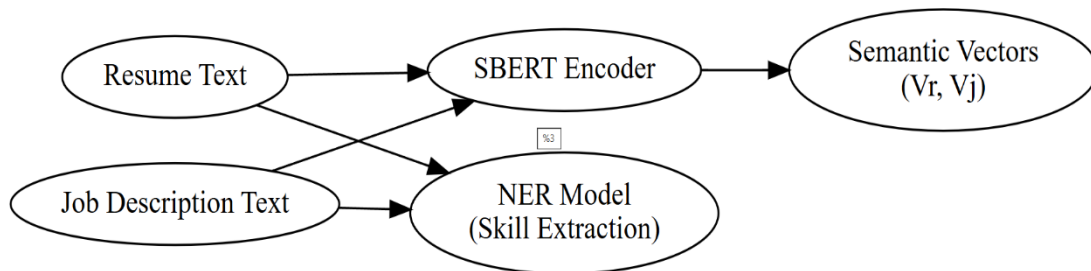 Resume Text
SBERT Encoder
Semantic Vectors
(Vr, Vj)
%3
Job Description Text
NER Model
(Skill Extraction)